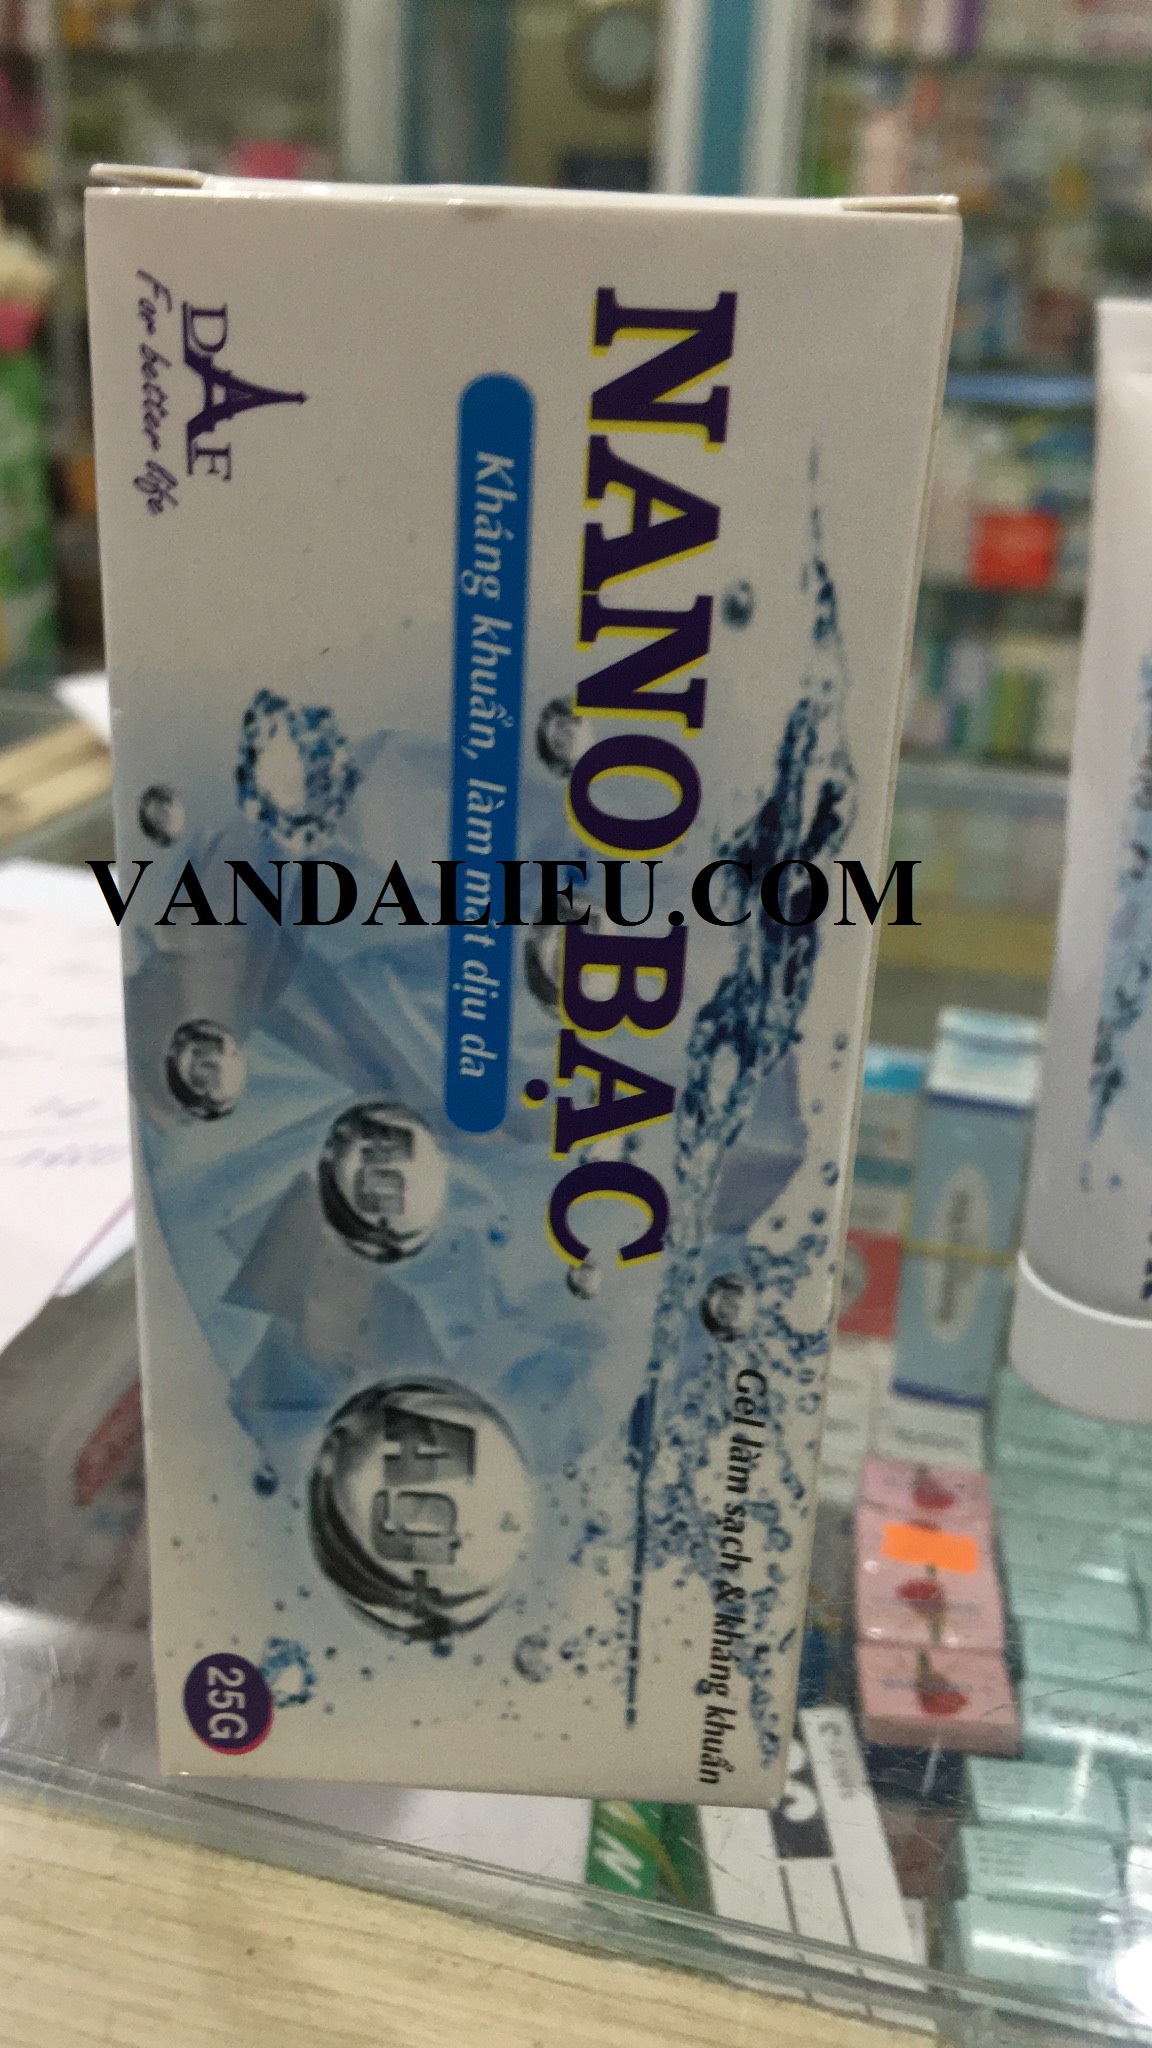 DAF
For better life
NANO BẠC
Kháng khuẩn, làm mát dịu da
Gel làm sạch & kháng khuẩn
Ag+
Ag+
Ag+
25G
VANDALIEU.COM